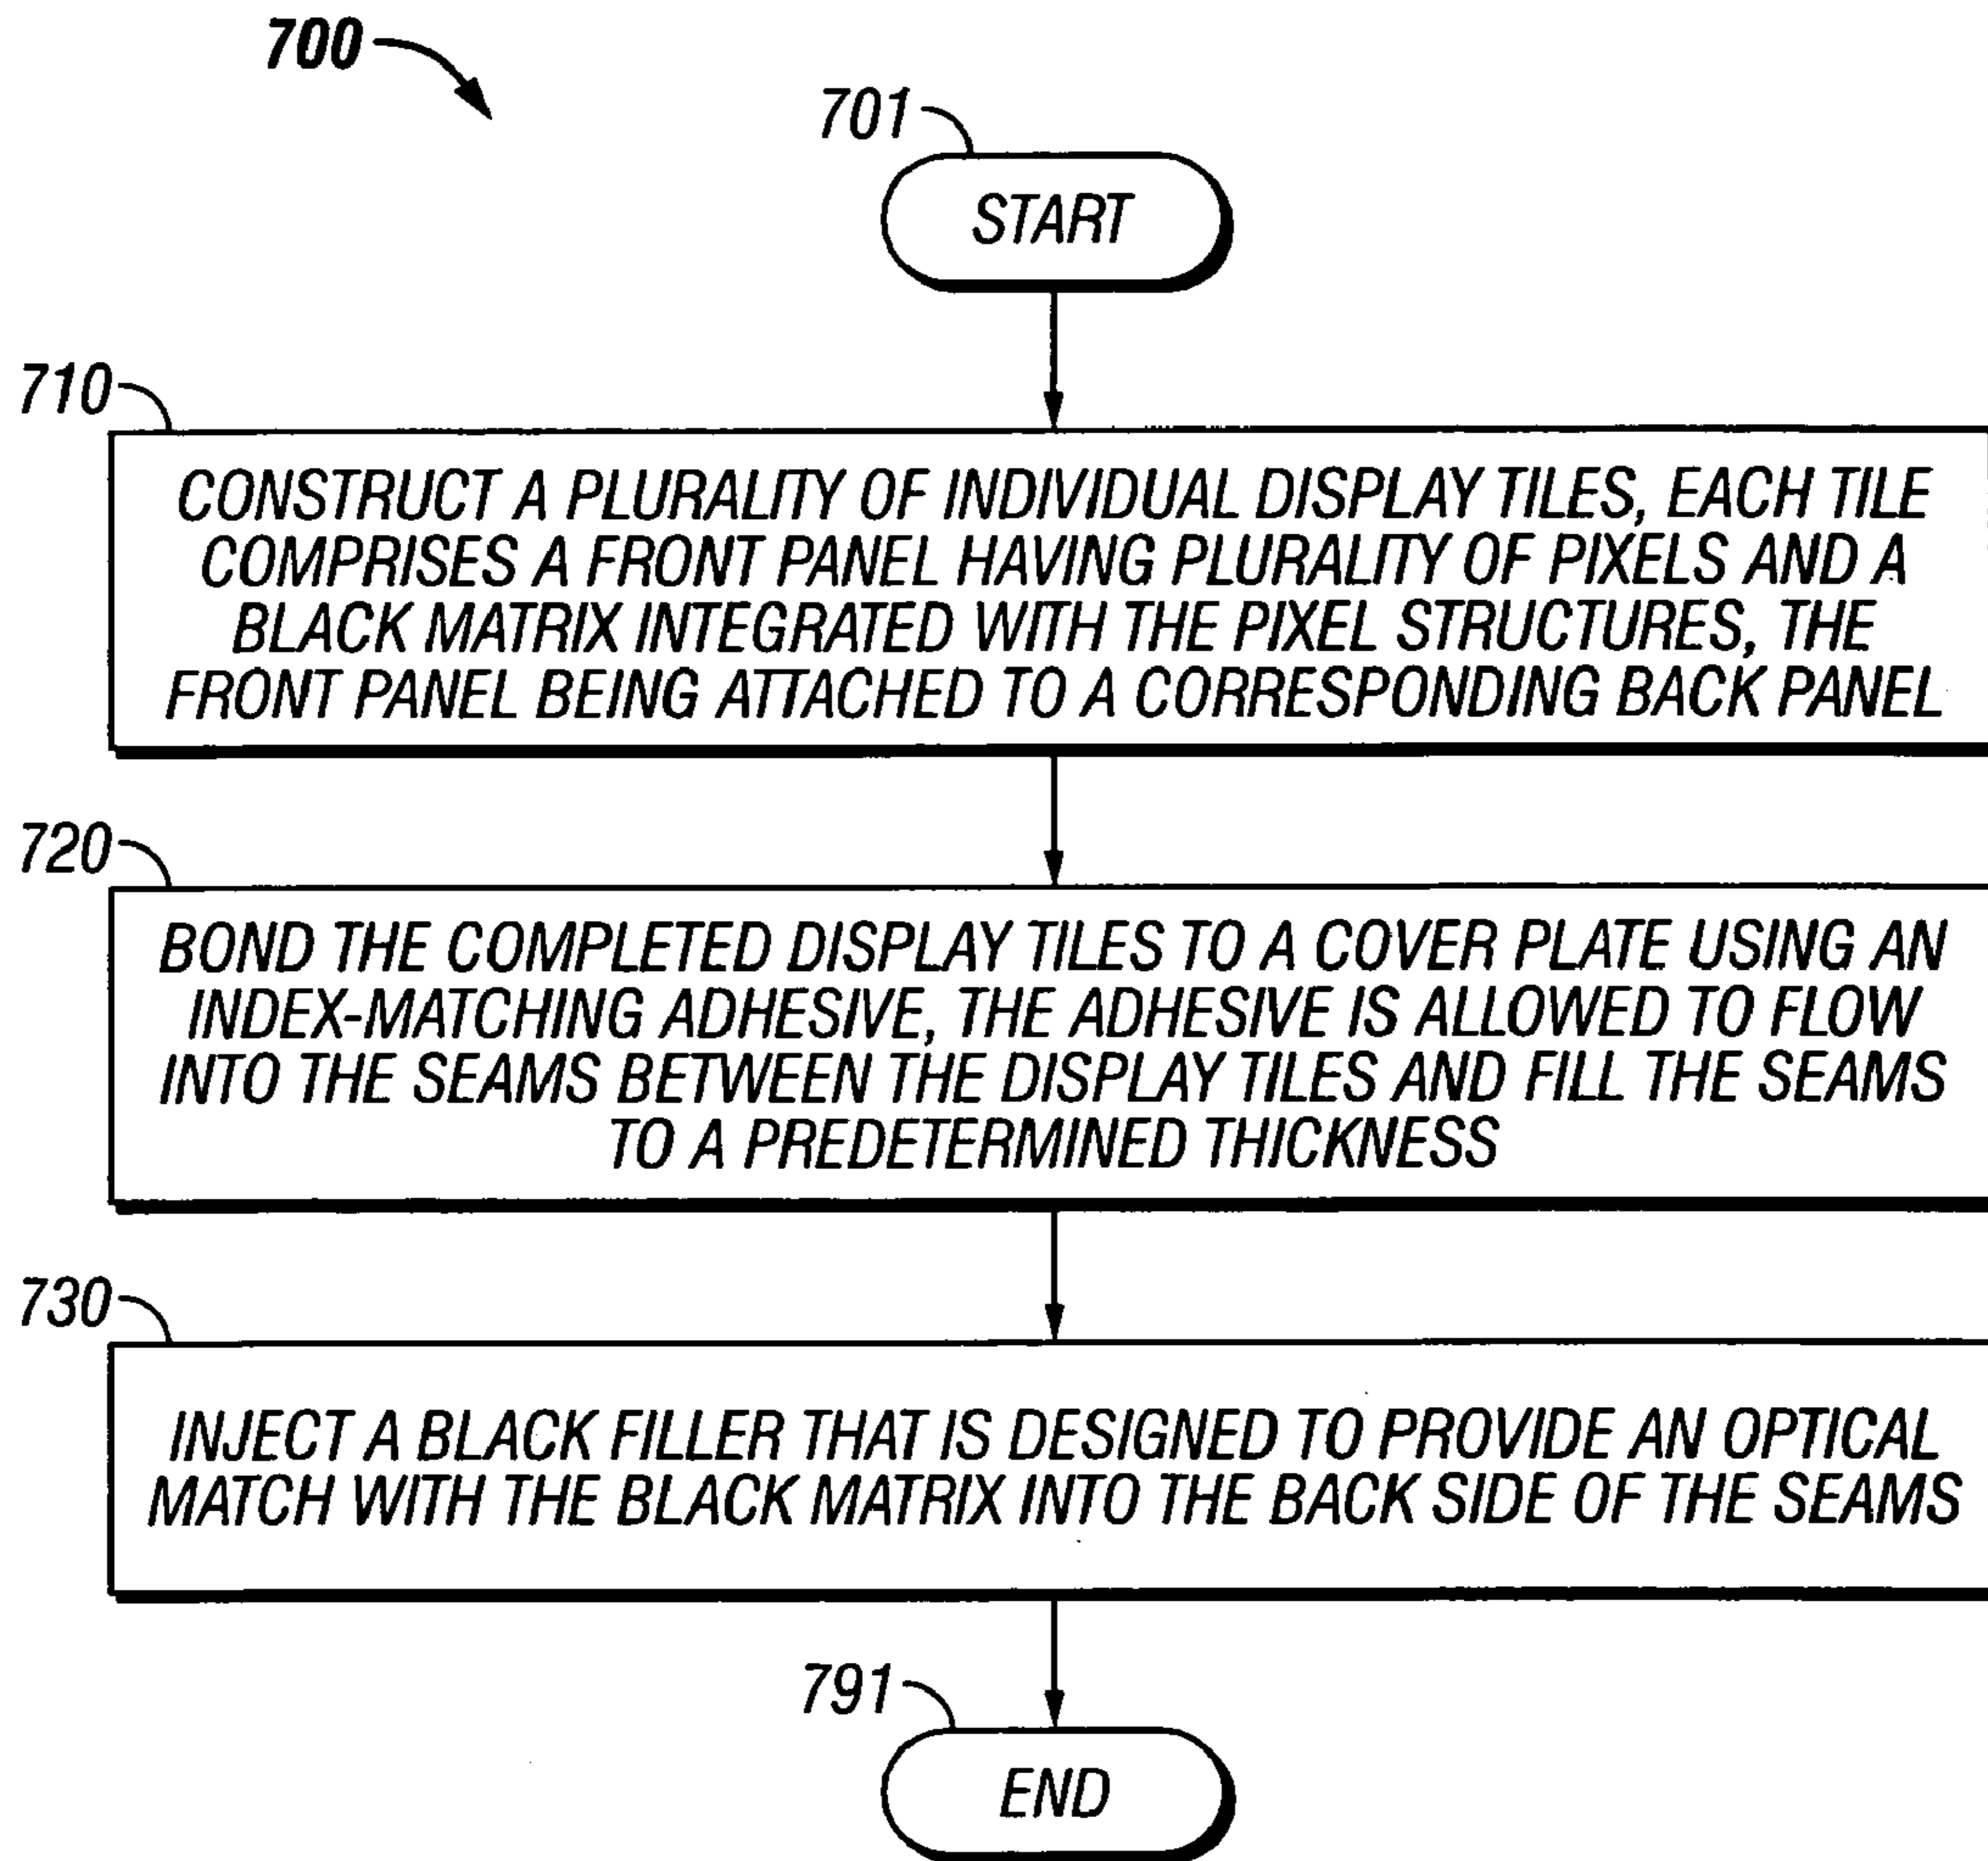 700
701
START
710
CONSTRUCT A PLURALITY OF INDIVIDUAL DISPLAY TILES, EACH TILE
COMPRISES A FRONT PANEL HAVING PLURALITY OF PIXELS AND A
BLACK MATRIX INTEGRATED WITH THE PIXEL STRUCTURES, THE
FRONT PANEL BEING ATTACHED TO A CORRESPONDING BACK PANEL
720
BOND THE COMPLETED DISPLAY TILES TO A COVER PLATE USING AN
INDEX-MATCHING ADHESIVE, THE ADHESIVE IS ALLOWED TO FLOW
INTO THE SEAMS BETWEEN THE DISPLAY TILES AND FILL THE SEAMS
TO A PREDETERMINED THICKNESS
730
INJECT A BLACK FILLER THAT IS DESIGNED TO PROVIDE AN OPTICAL
MATCH WITH THE BLACK MATRIX INTO THE BACK SIDE OF THE SEAMS
791
END